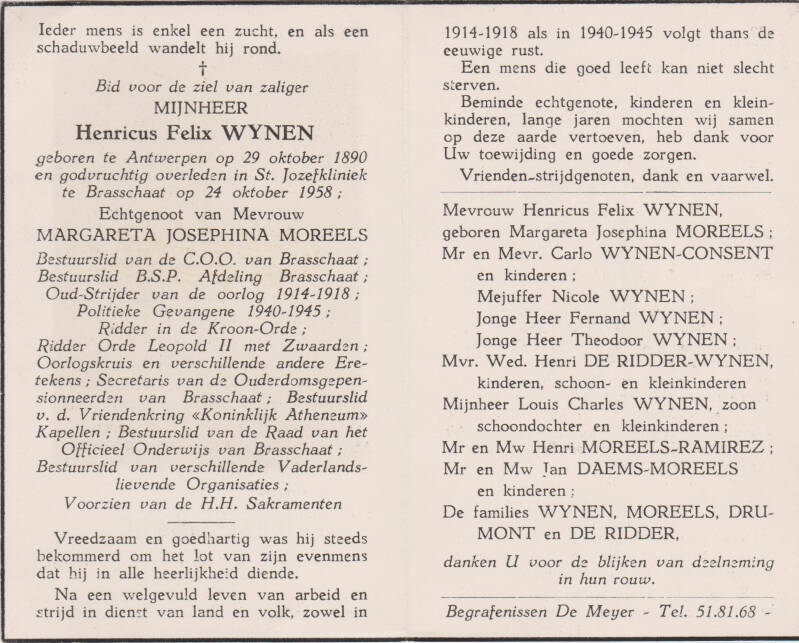 Ieder mens is enkel een zucht, en als een
schaduwbeeld wandelt hij rond.
†
Bid voor de ziel van zaliger
MIJNHEER
Henricus Felix WYNEN
geboren te Antwerpen op 29 oktober 1890
en godvruchtig overleden in St. Jozefkliniek
te Brasschaat op 24 oktober 1958 ;
Echtgenoot van Mevrouw
MARGARETA JOSEPHINA MOREELS
Bestuurslid van de C.O.O. van Brasschaat ;
Bestuurslid B.S.P. Afdeling Brasschaat ;
Oud-Strijder van de oorlog 1914-1918 ;
Politieke Gevangene 1940-1945 ;
Ridder in de Kroon-Orde ;
Ridder Orde Leopold II met Zwaarden ;
Oorlogskruis en verschillende andere Ere-
tekens ; Secretaris van de Ouderdomsgepen-
sionneerden van Brasschaat ; Bestuurslid
v. d. Vriendenkring «Koninklijk Atheneum»
Kapellen ; Bestuurslid van de Raad van het
Officieel Onderwijs van Brasschaat ;
Bestuurslid van verschillende Vaderlands-
lievende Organisaties ;
Voorzien van de H.H. Sakramenten
Vreedzaam en goedhartig was hij steeds
bekommerd om het lot van zijn evenmens
dat hij in alle heerlijkheid diende.
Na een welgevuld leven van arbeid en
strijd in dienst van land en volk, zowel in
1914-1918 als in 1940-1945 volgt thans de
eeuwige rust.
Een mens die goed leeft kan niet slecht
sterven.
Beminde echtgenote, kinderen en klein-
kinderen, lange jaren mochten wij samen
op deze aarde vertoeven, heb dank voor
Uw toewijding en goede zorgen.
Vrienden-strijdgenoten, dank en vaarwel.
Mevrouw Henricus Felix WYNEN,
geboren Margareta Josephina MOREELS ;
Mr en Mevr. Carlo WYNEN-CONSENT
en kinderen ;
Mejuffer Nicole WYNEN ;
Jonge Heer Fernand WYNEN ;
Jonge Heer Theodoor WYNEN ;
Mvr. Wed. Henri DE RIDDER-WYNEN,
kinderen, schoon- en kleinkinderen
Mijnheer Louis Charles WYNEN, zoon
schoondochter en kleinkinderen ;
Mr en Mw Henri MOREELS-RAMIREZ ;
Mr en Mw Jan DAEMS-MOREELS
en kinderen ;
De families WYNEN, MOREELS, DRU-
MONT en DE RIDDER,
danken U voor de blijken van deelneming
in hun rouw.
Begrafenissen De Meyer - Tel. 51.81.68 -